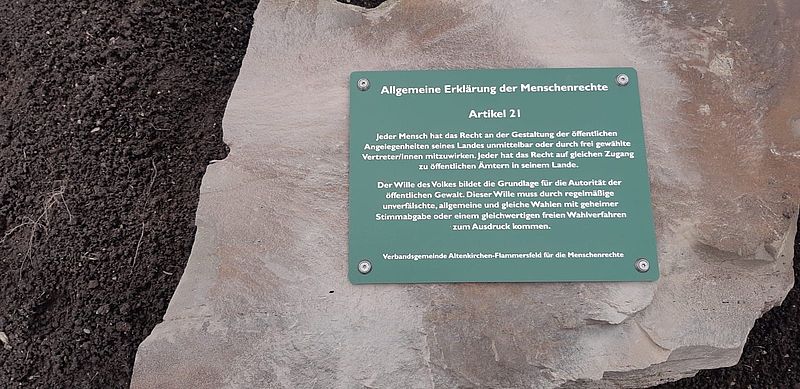 Allgemeine Erklärung der Menschenrechte
Artikel 21
Jeder Mensch hat das Recht an der Gestaltung der öffentlichen
Angelegenheiten seines Landes unmittelbar oder durch frei gewählte
Vertreter/innen mitzuwirken. Jeder hat das Recht auf gleichen Zugang
zu öffentlichen Ämtern in seinem Lande.
Der Wille des Volkes bildet die Grundlage für die Autorität der
öffentlichen Gewalt. Dieser Wille muss durch regelmäßige
unverfälschte, allgemeine und gleiche Wahlen mit geheimer
Stimmabgabe oder einem gleichwertigen freien Wahlverfahren
zum Ausdruck kommen.
Verbandsgemeinde Altenkirchen-Flammersfeld für die Menschenrechte